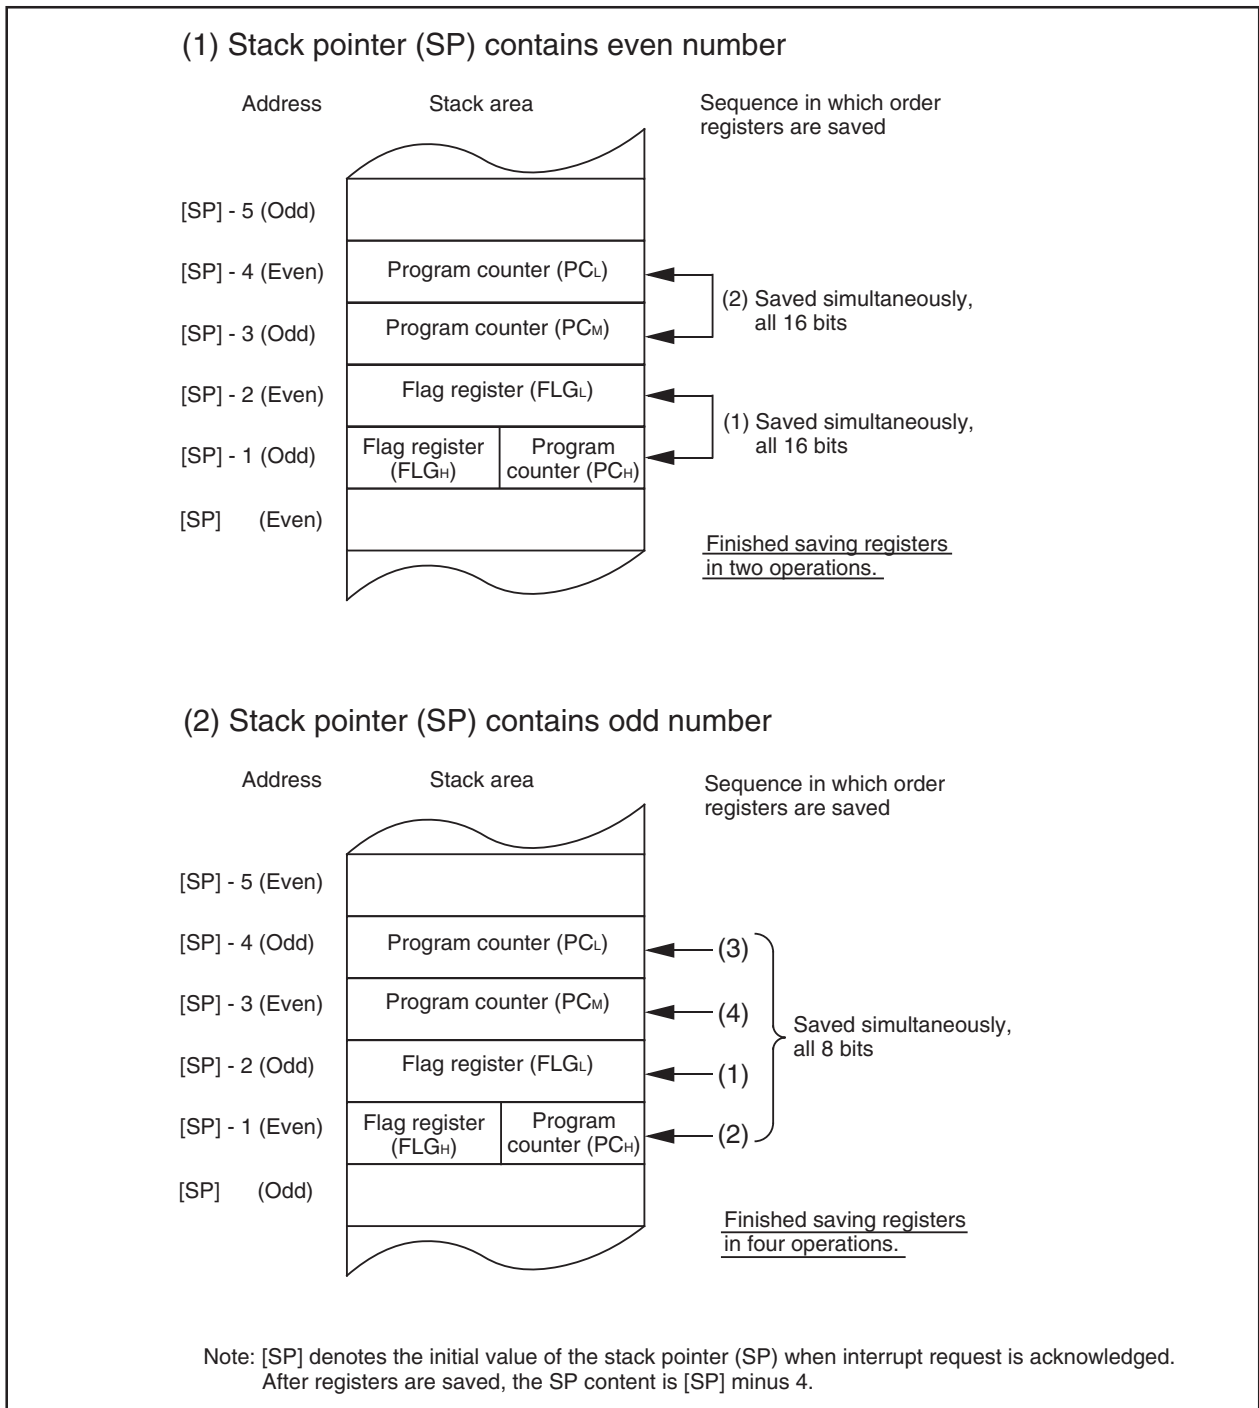 (1) Stack pointer (SP) contains even number
Address Stack area Sequence in which order
registers are saved
[SP] - 5 (Odd)
[SP] - 4 (Even) Program counter (PCL)
(2) Saved simultaneously,
all 16 bits
[SP] - 3 (Odd) Program counter (PCM)
[SP] - 2 (Even) Flag register (FLGL)
(1) Saved simultaneously,
all 16 bits
[SP] - 1 (Odd) Flag register
(FLGH)
Program
counter (PCH)
[SP] (Even)
Finished saving registers
in two operations.
(2) Stack pointer (SP) contains odd number
Address Stack area Sequence in which order
registers are saved
[SP] - 5 (Even)
[SP] - 4 (Odd) Program counter (PCL) (3)
[SP] - 3 (Even) Program counter (PCM) (4)
Saved simultaneously,
all 8 bits
[SP] - 2 (Odd) Flag register (FLGL) (1)
[SP] - 1 (Even) Flag register
(FLGH)
Program
counter (PCH)
(2)
[SP] (Odd)
Finished saving registers
in four operations.
Note: [SP] denotes the initial value of the stack pointer (SP) when interrupt request is acknowledged.
After registers are saved, the SP content is [SP] minus 4.